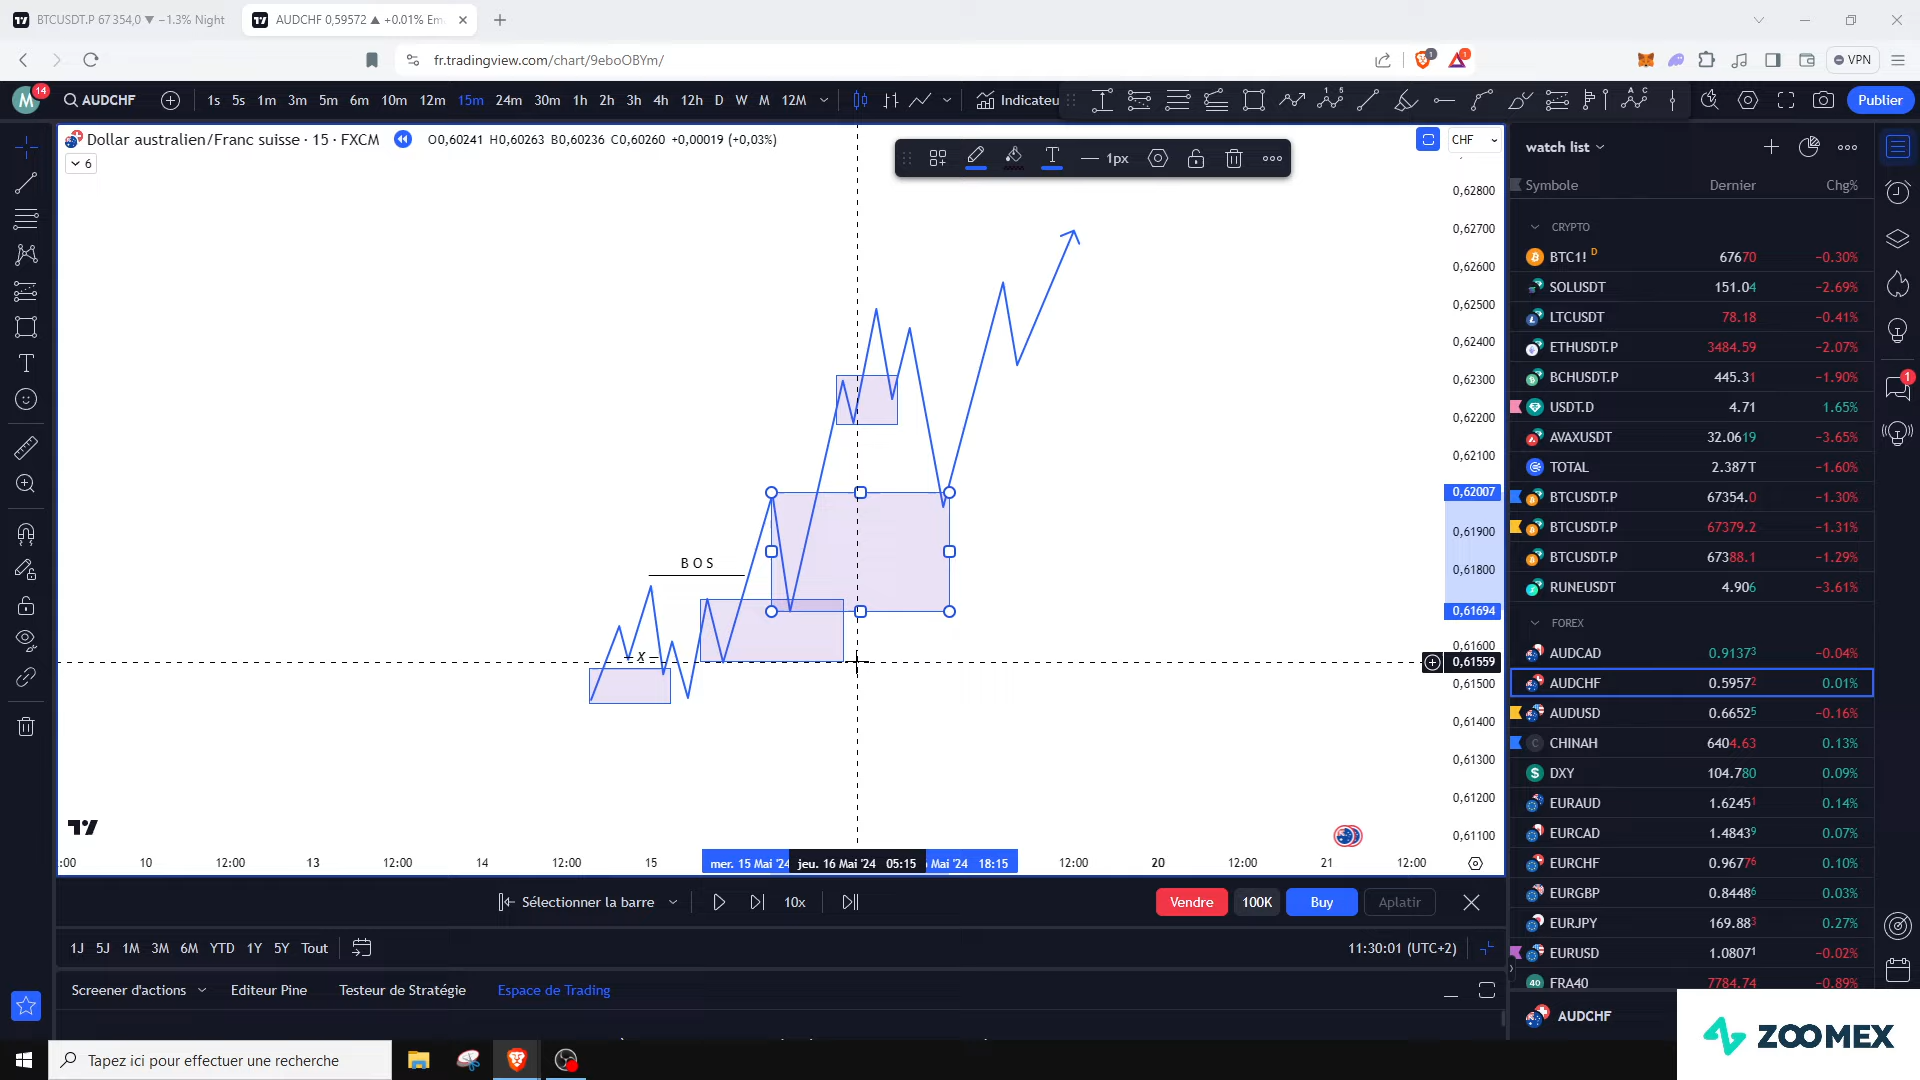 BTCUSDT.P 67 354,0 ▼ −1.3% Night
AUDCHF 0,59572 ▲ +0.01% Em
fr.tradingview.com/chart/9eboOBYm/
1
1
VPN
M
14
AUDCHF
1s 5s 1m 3m 5m 6m 10m 12m 15m 24m 30m 1h 2h 3h 4h 12h D W M 12M
Indicateu
Publier
Dollar australien/Franc suisse · 15 · FXCM
O0,60241 H0,60263 B0,60236 C0,60260 +0,00019 (+0,03%)
6
1px
CHF
0,62800
0,62700
0,62600
0,62500
0,62400
0,62300
0,62200
0,62100
0,62007
0,61900
0,61800
0,61694
0,61600
0,61559
0,61500
0,61400
0,61300
0,61200
0,61100
B O S
X
:00 10 12:00 13 12:00 14 12:00 15 mer. 15 Mai '24 jeu. 16 Mai '24 05:15 Mai '24 18:15 12:00 20 12:00 21 12:00
Sélectionner la barre
10x
Vendre
100K
Buy
Aplatir
1J 5J 1M 3M 6M YTD 1Y 5Y Tout
11:30:01 (UTC+2)
Screener d'actions
Editeur Pine
Testeur de Stratégie
Espace de Trading
watch list
Symbole Dernier Chg%
CRYPTO
BTC1! D 67670 −0.30%
SOLUSDT 151.04 −2.69%
LTCUSDT 78.18 −0.41%
ETHUSDT.P 3484.59 −2.07%
BCHUSDT.P 445.31 −1.90%
USDT.D 4.71 1.65%
AVAXUSDT 32.0619 −3.65%
TOTAL 2.387T −1.60%
BTCUSDT.P 67354.0 −1.30%
BTCUSDT.P 67379.2 −1.31%
BTCUSDT.P 67388.1 −1.29%
RUNEUSDT 4.906 −3.61%
FOREX
AUDCAD 0.91373 −0.04%
AUDCHF 0.59572 0.01%
AUDUSD 0.66525 −0.16%
CHINAH 6404.63 0.13%
DXY 104.780 0.09%
EURAUD 1.62451 0.14%
EURCAD 1.48439 0.07%
EURCHF 0.96776 0.10%
EURGBP 0.84486 0.03%
EURJPY 169.883 0.27%
EURUSD 1.08071 −0.02%
FRA40 7784.74 −0.89%
AUDCHF
1
ZOOMEX
Tapez ici pour effectuer une recherche